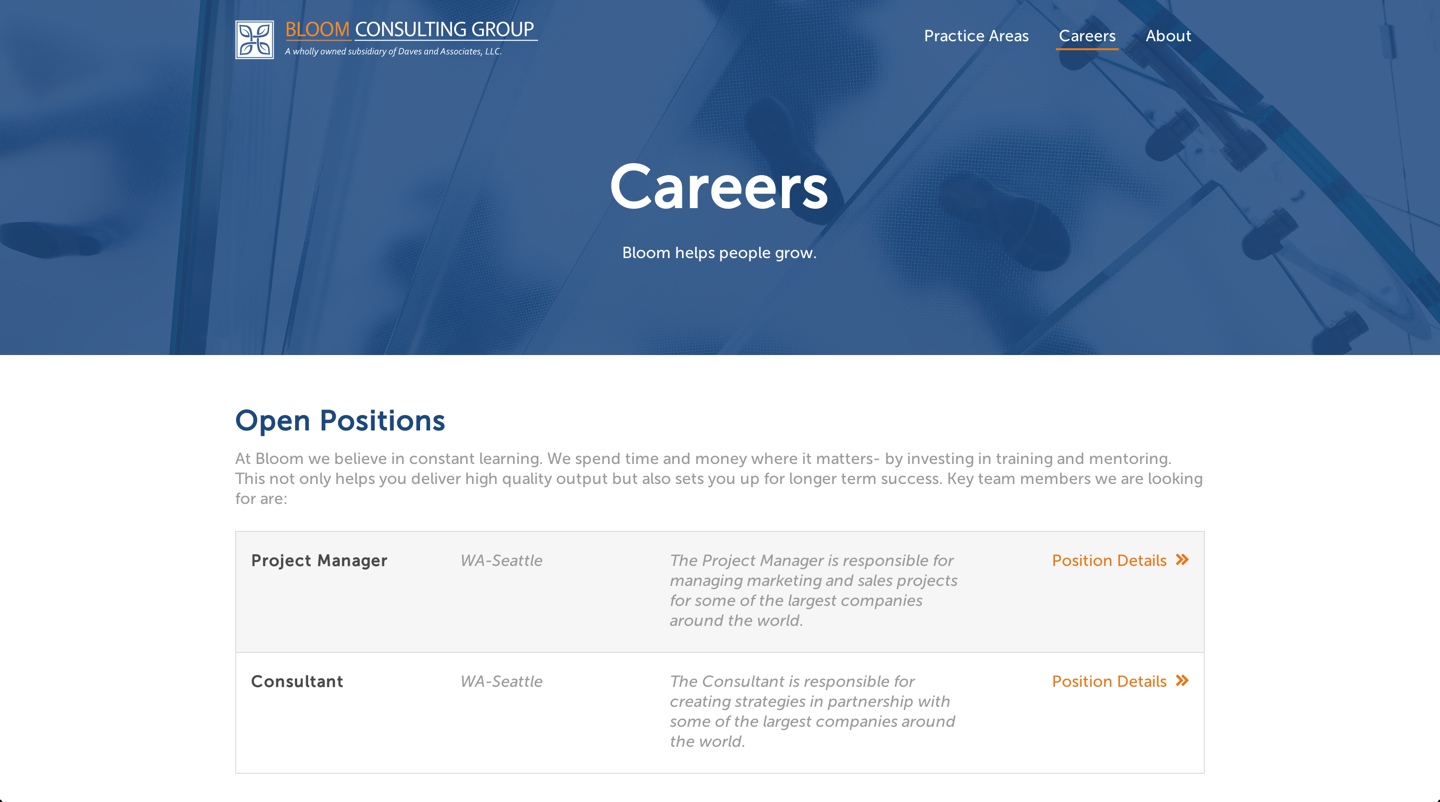 BLOOM CONSULTING GROUP
A wholly owned subsidiary of Daves and Associates, LLC.
Practice Areas
Careers
About
Careers
Bloom helps people grow.
Open Positions
At Bloom we believe in constant learning. We spend time and money where it matters- by investing in training and mentoring.
This not only helps you deliver high quality output but also sets you up for longer term success. Key team members we are looking
for are:
Project Manager
WA-Seattle
The Project Manager is responsible for
managing marketing and sales projects
for some of the largest companies
around the world.
Position Details »
Consultant
WA-Seattle
The Consultant is responsible for
creating strategies in partnership with
some of the largest companies around
the world.
Position Details »